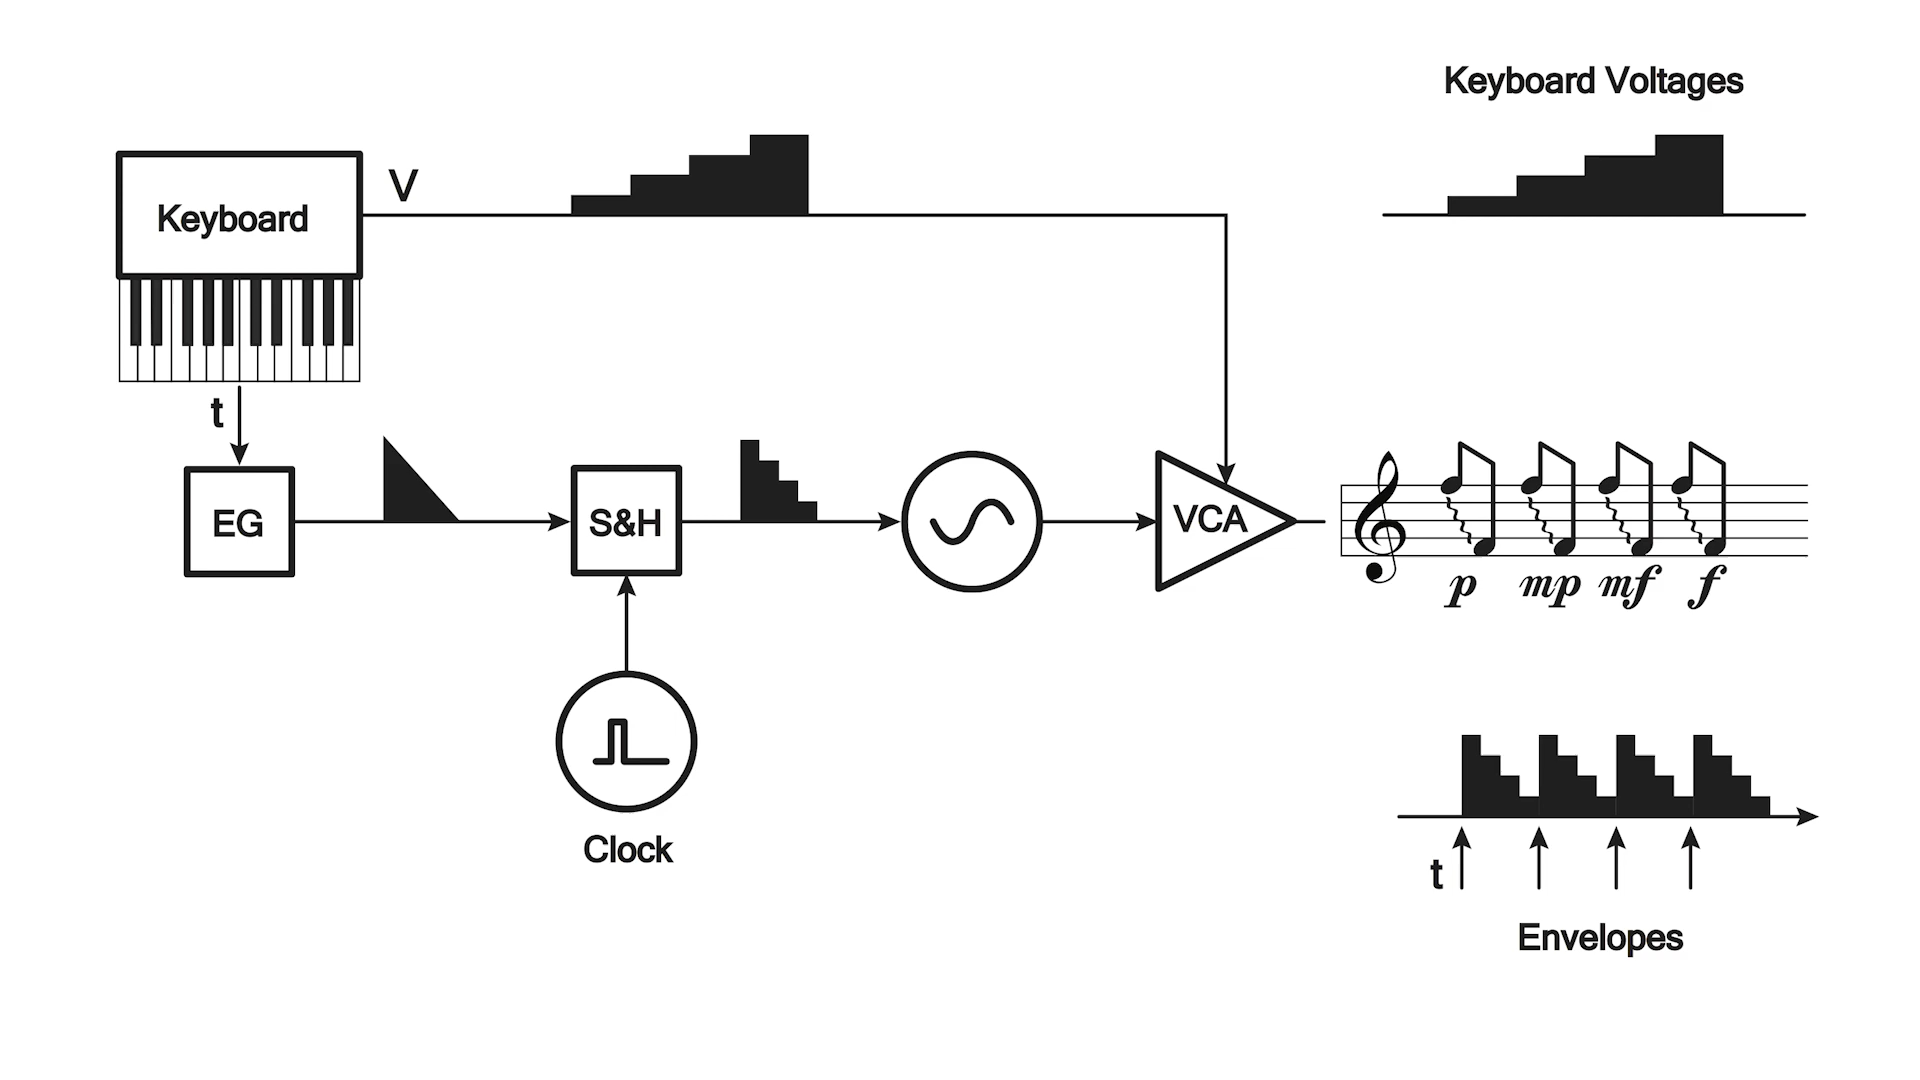 Keyboard Voltages
V
Keyboard
t
EG
S&H
VCA
p mp mf f
Clock
t
Envelopes